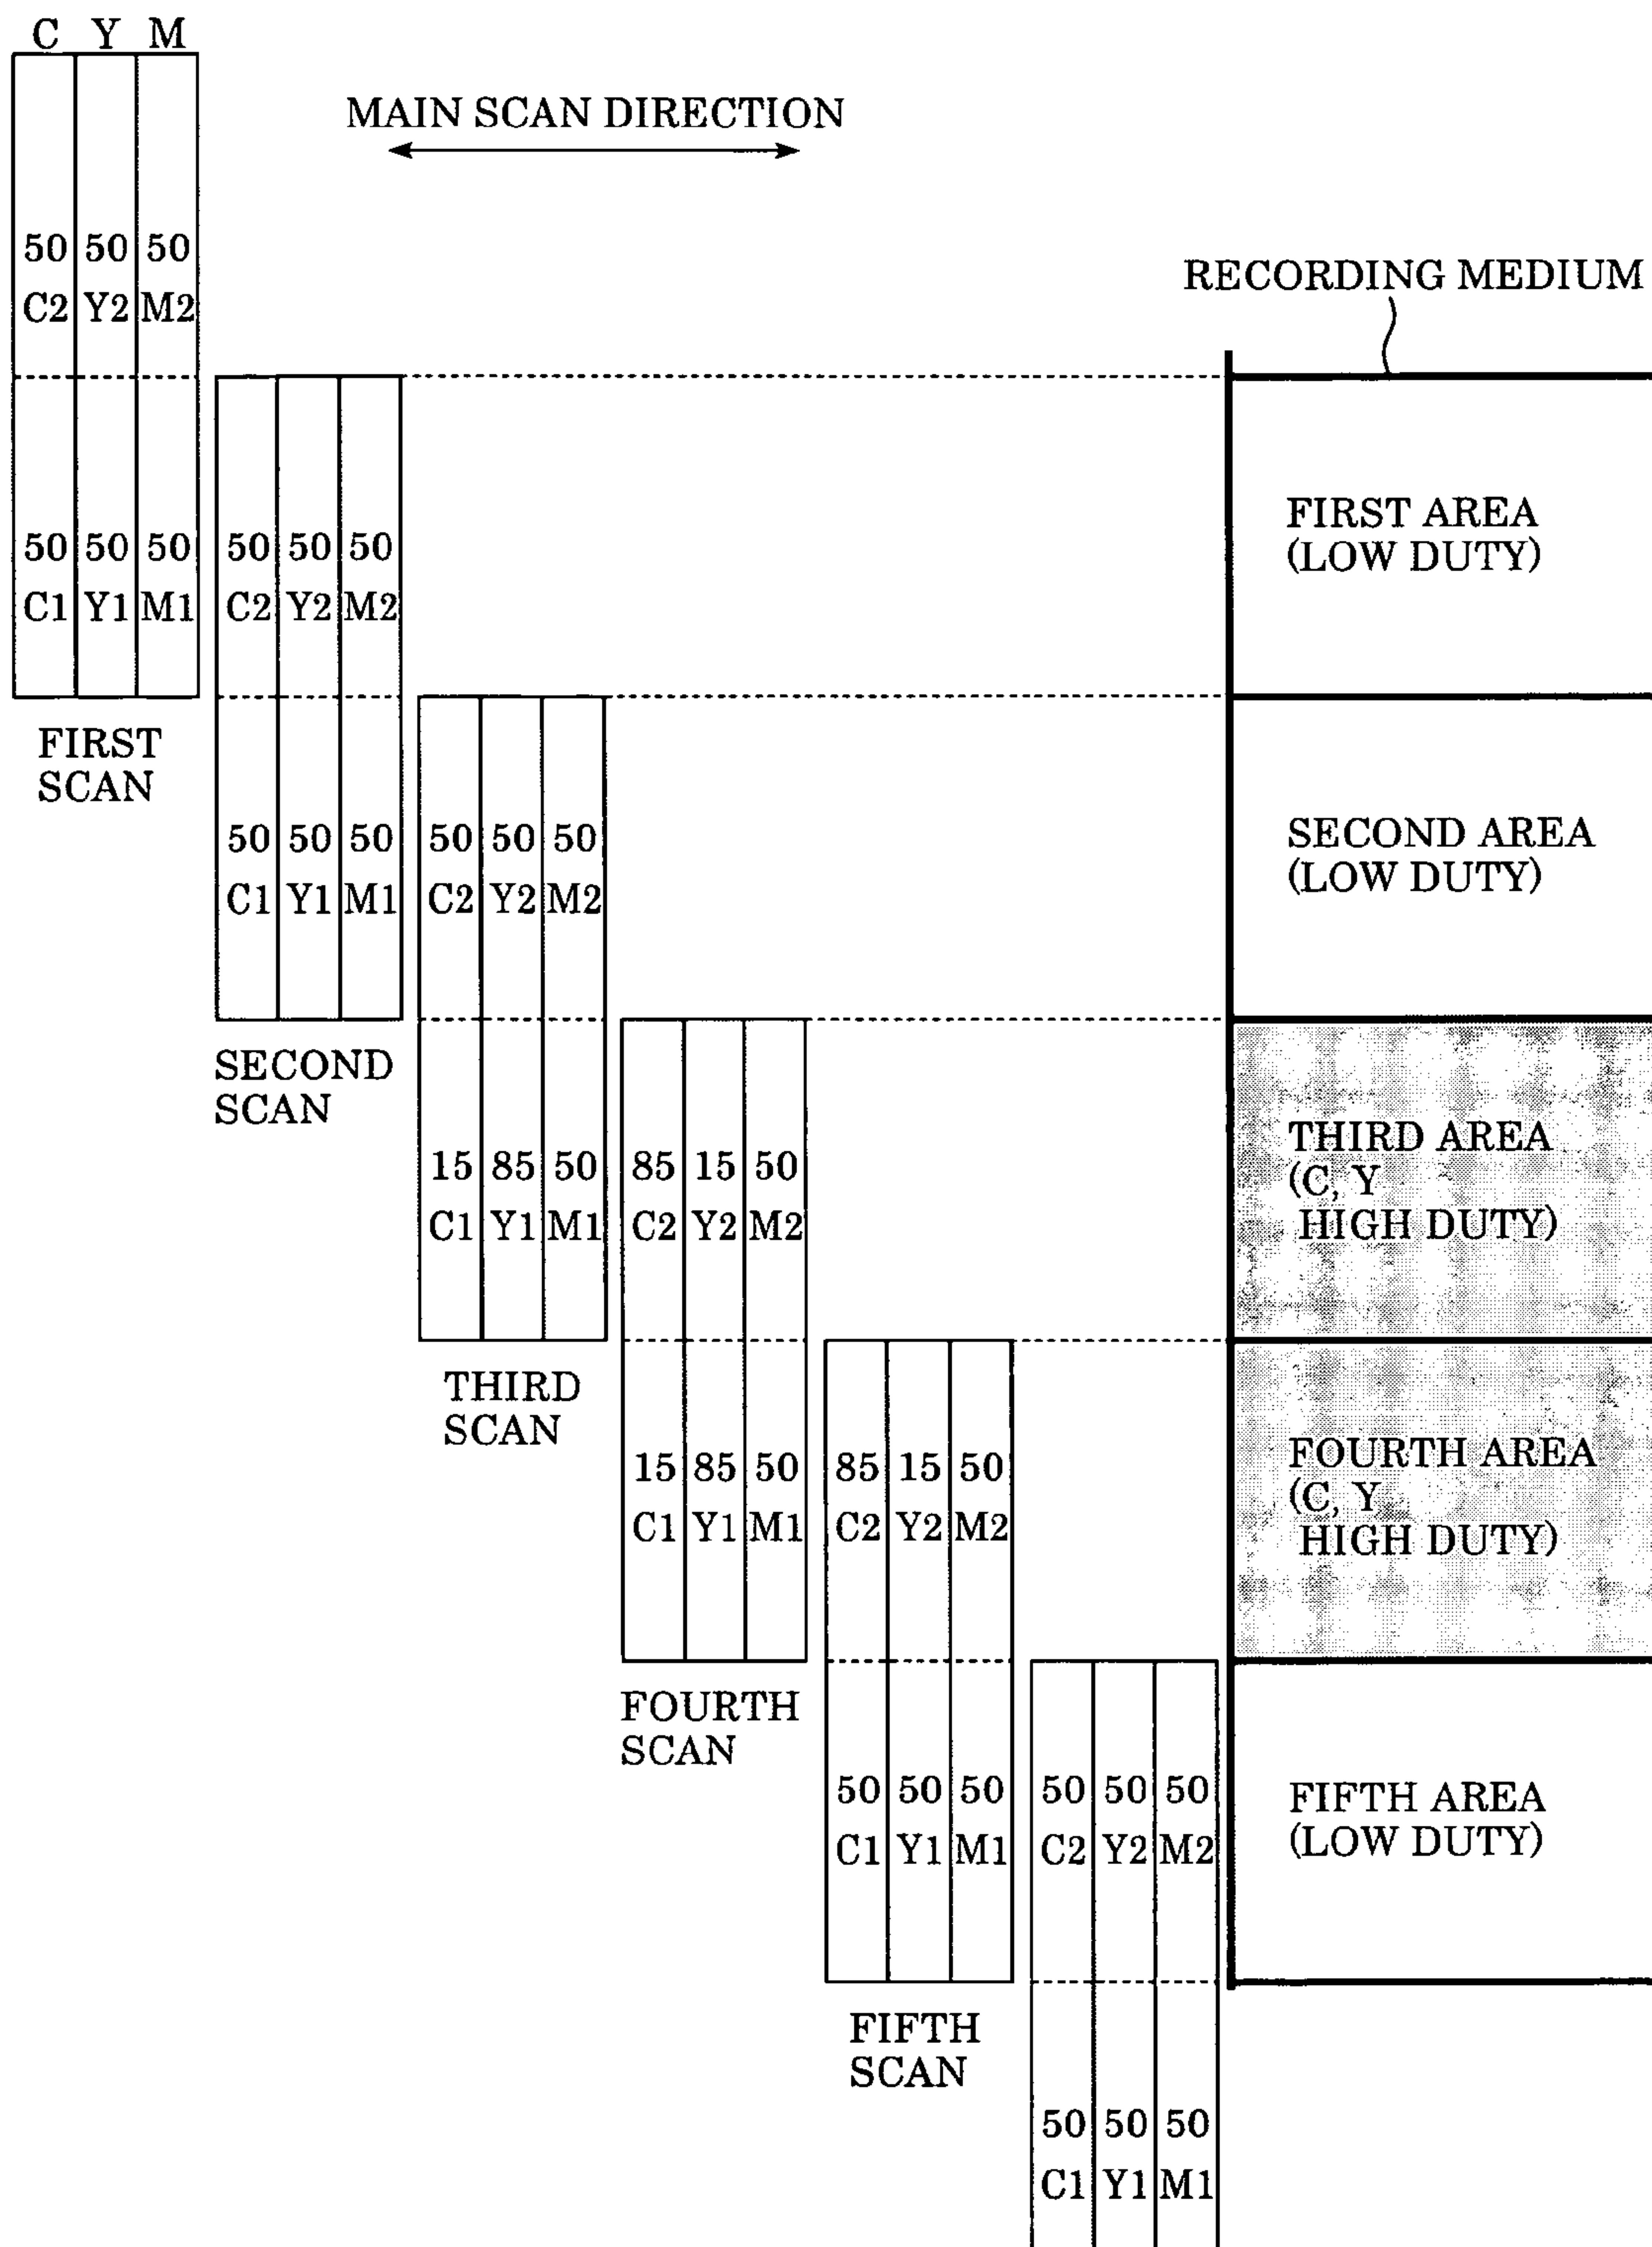 C Y M
MAIN SCAN DIRECTION
50 50 50
C2 Y2 M2
RECORDING MEDIUM
50 50 50
C1 Y1 M1
50 50 50
C2 Y2 M2
FIRST AREA
(LOW DUTY)
FIRST
SCAN
50 50 50
C1 Y1 M1
50 50 50
C2 Y2 M2
SECOND AREA
(LOW DUTY)
SECOND
SCAN
15 85 50
C1 Y1 M1
85 15 50
C2 Y2 M2
THIRD AREA
(C, Y
HIGH DUTY)
THIRD
SCAN
15 85 50
C1 Y1 M1
85 15 50
C2 Y2 M2
FOURTH AREA
(C, Y
HIGH DUTY)
FOURTH
SCAN
50 50 50
C1 Y1 M1
50 50 50
C2 Y2 M2
FIFTH AREA
(LOW DUTY)
FIFTH
SCAN
50 50 50
C1 Y1 M1